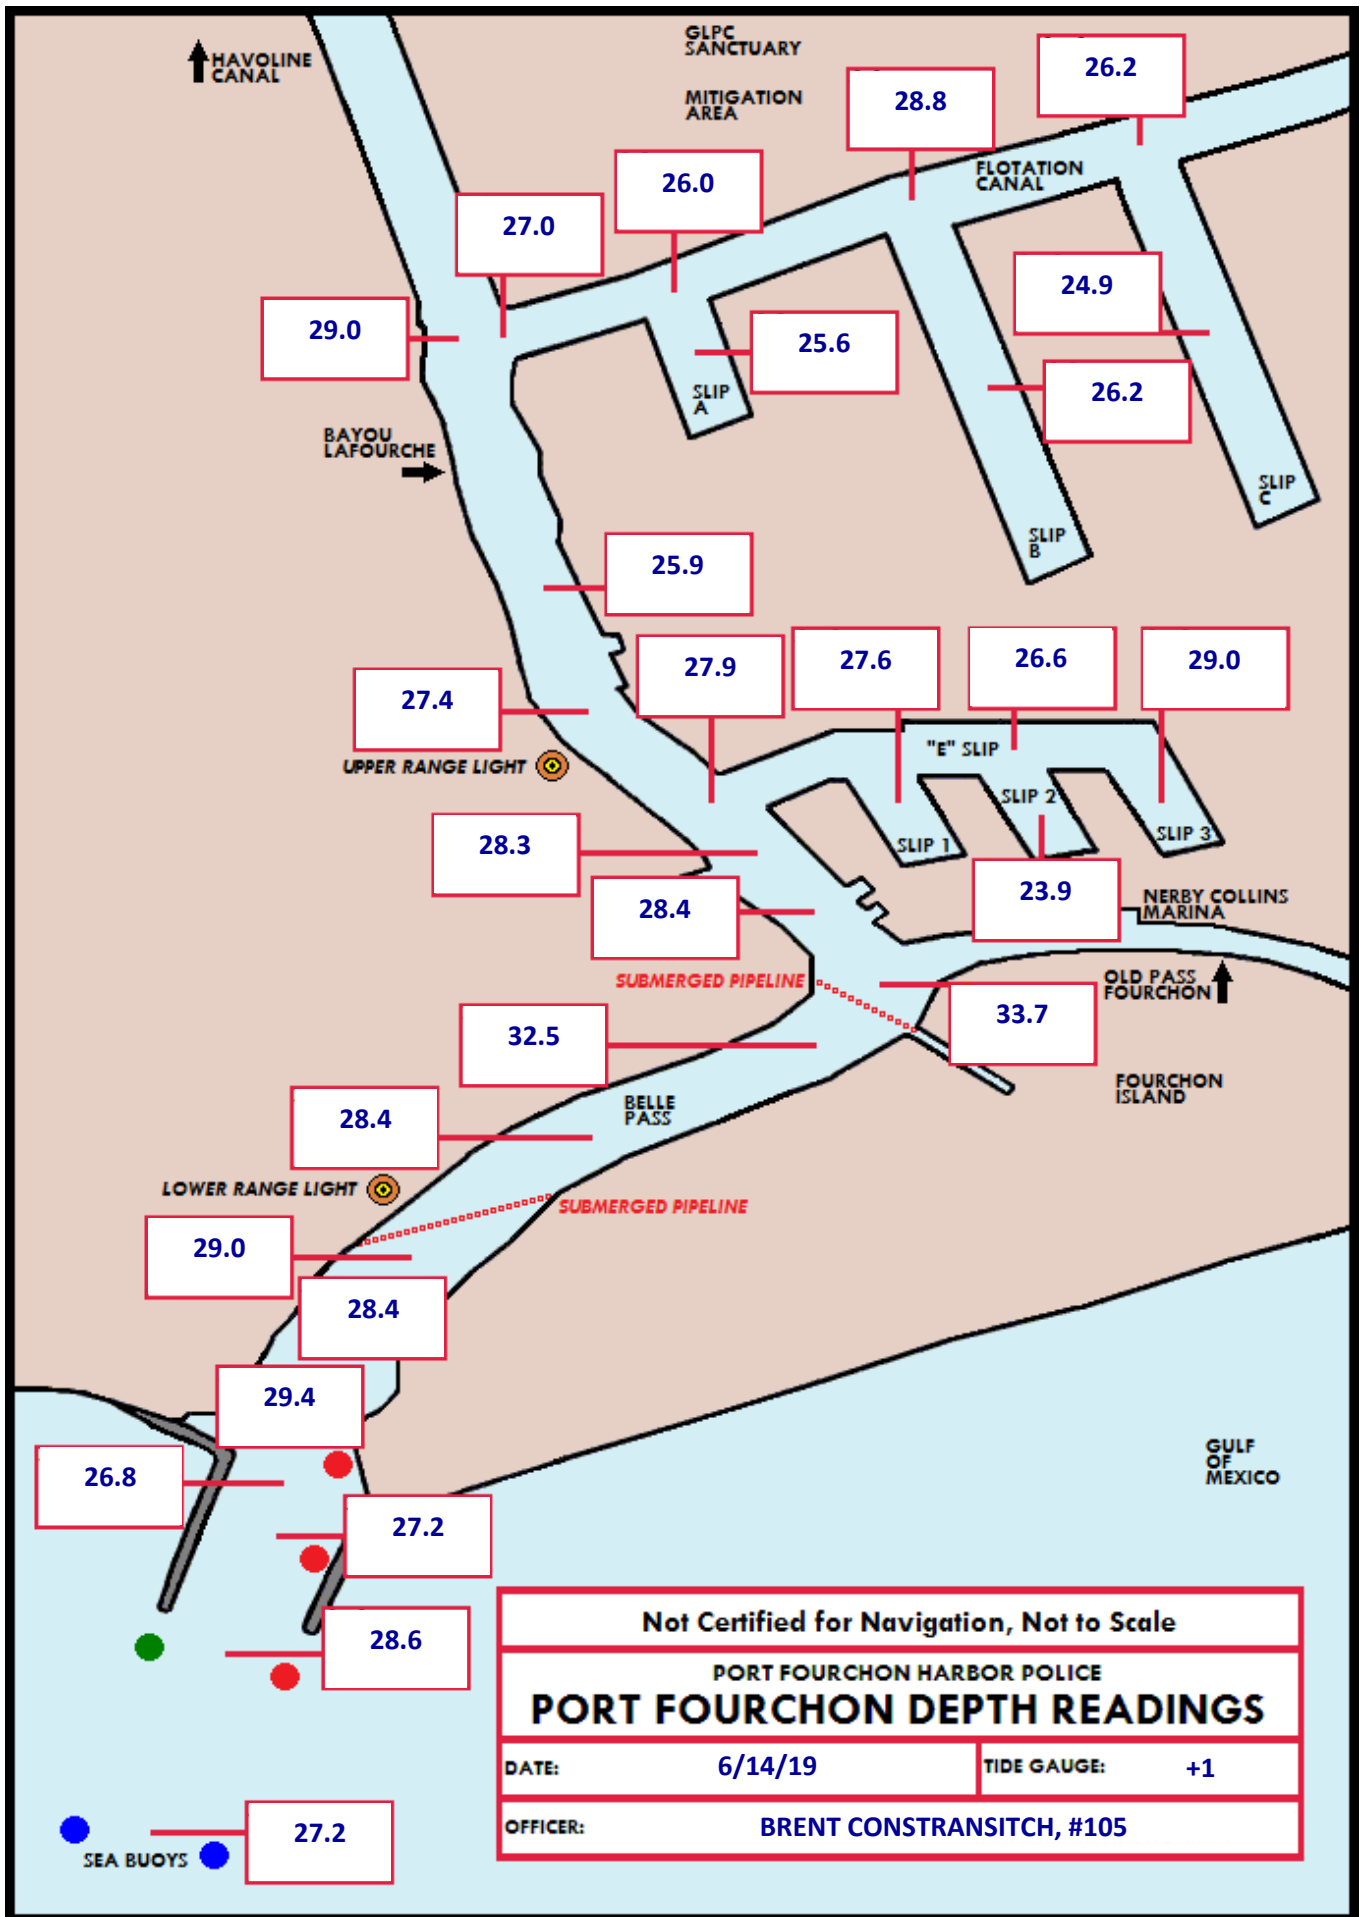 HAVOLINE
CANAL
GLPC
SANCTUARY
MITIGATION
AREA
28.8
26.2
FLOTATION
CANAL
26.0
27.0
29.0
25.6
24.9
26.2
SLIP
A
BAYOU
LAFOURCHE
SLIP
C
SLIP
B
25.9
27.9
27.6
26.6
29.0
27.4
"E" SLIP
UPPER RANGE LIGHT
SLIP 2
SLIP 1
SLIP 3
28.3
23.9
28.4
NERBY COLLINS
MARINA
SUBMERGED PIPELINE
OLD PASS
FOURCHON
33.7
32.5
FOURCHON
ISLAND
BELLE
PASS
28.4
LOWER RANGE LIGHT
SUBMERGED PIPELINE
29.0
28.4
29.4
GULF
OF
MEXICO
26.8
27.2
28.6
27.2
SEA BUOYS
Not Certified for Navigation, Not to Scale
PORT FOURCHON HARBOR POLICE
PORT FOURCHON DEPTH READINGS
DATE: 6/14/19 TIDE GAUGE: +1
OFFICER: BRENT CONSTRANSITCH, #105